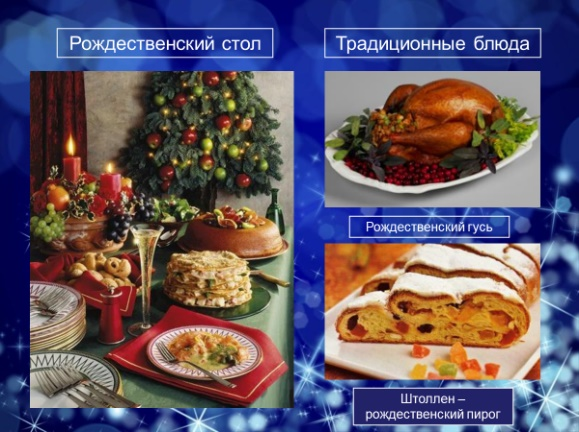 Рождественский стол
Традиционные блюда
Рождественский гусь
Штоллен –
рождественский пирог